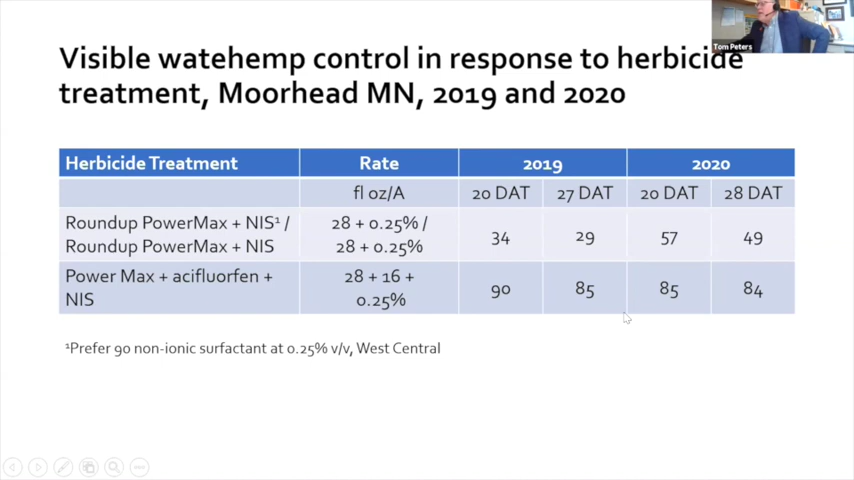 Tom Peters
Visible watehemp control in response to herbicide
treatment, Moorhead MN, 2019 and 2020
Herbicide Treatment Rate 2019 2020
fl oz/A 20 DAT 27 DAT 20 DAT 28 DAT
Roundup PowerMax + NIS¹ / 28 + 0.25% /
Roundup PowerMax + NIS 28 + 0.25% 34 29 57 49
Power Max + acifluorfen + 28 + 16 +
NIS 0.25% 90 85 85 84
¹Prefer 90 non-ionic surfactant at 0.25% v/v, West Central